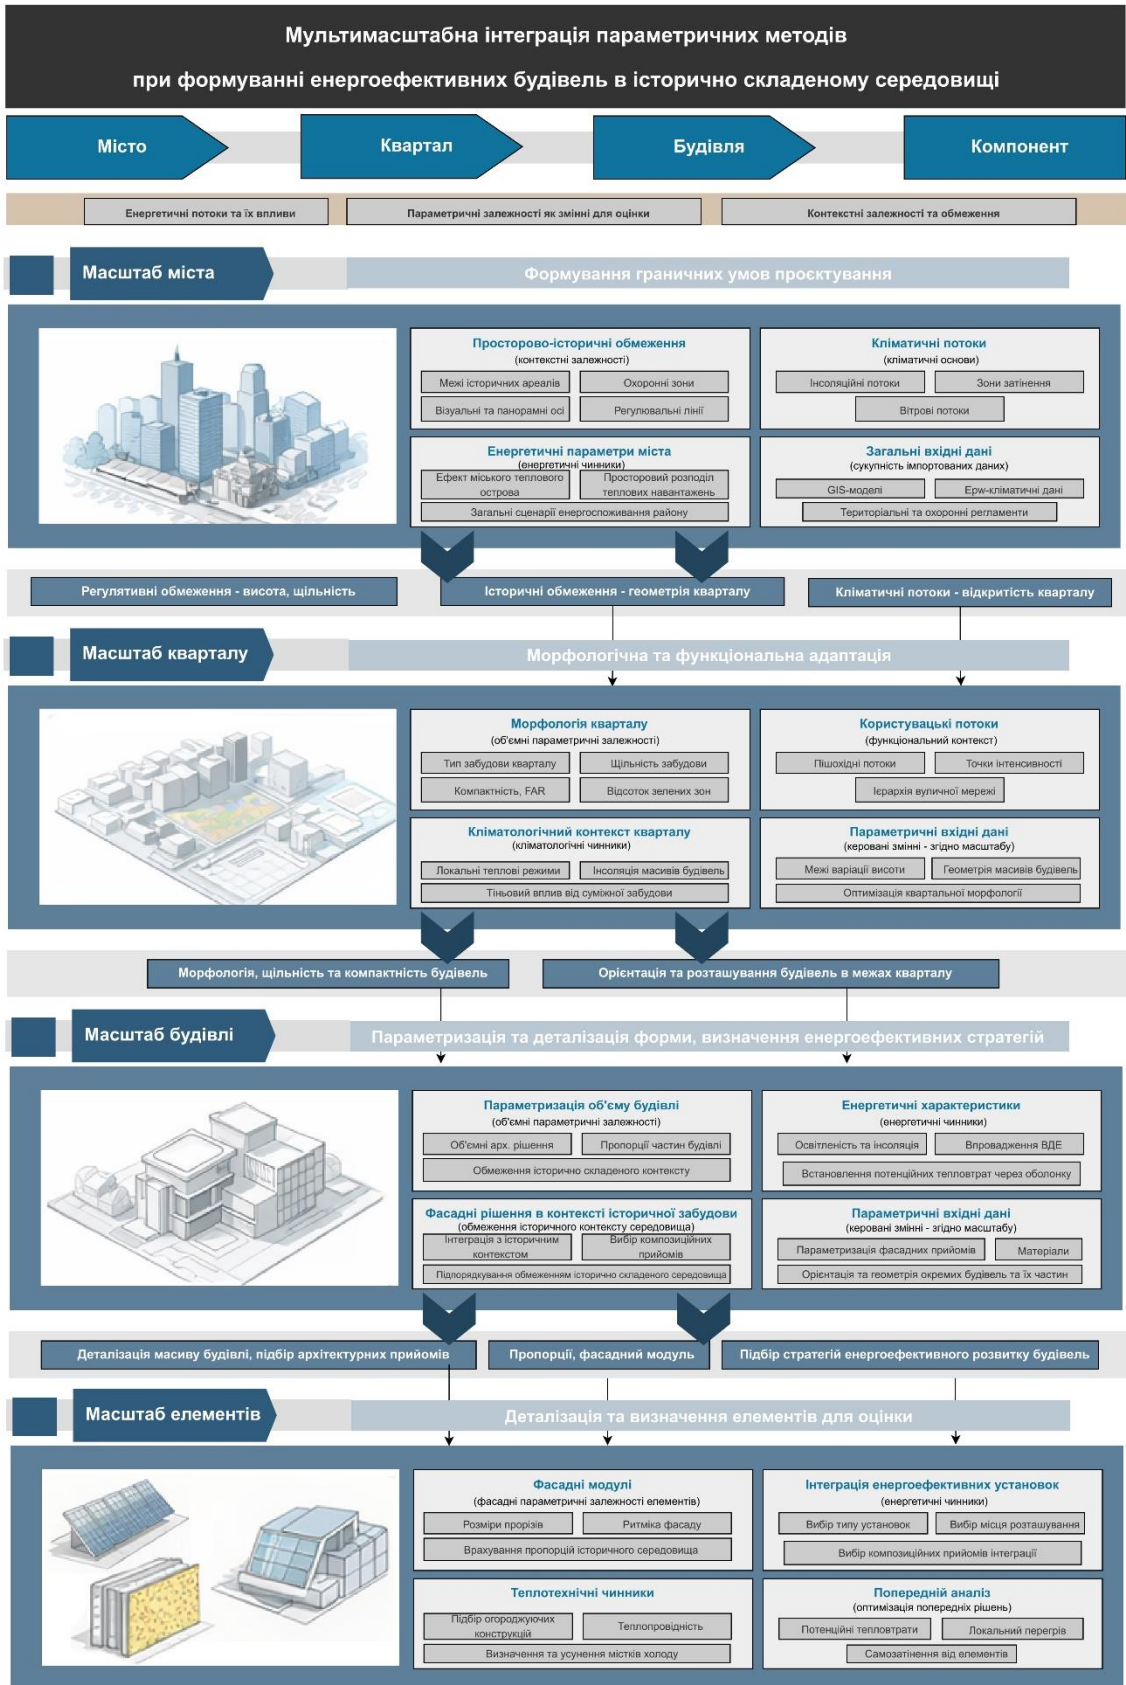 Мультимасштабна інтеграція параметричних методів
при формуванні енергоефективних будівель в історично складеному середовищі
Місто
Квартал
Будівля
Компонент
Енергетичні потоки та їх впливи
Параметричні залежності як змінні для оцінки
Контекстні залежності та обмеження
Масштаб міста
Формування граничних умов проєктування
Просторово-історичні обмеження
(контекстні залежності)
Межі історичних ареалів
Охоронні зони
Візуальні та панорамні осі
Регулювальні лінії
Кліматичні потоки
(кліматичні основи)
Інсоляційні потоки
Зони затінення
Вітрові потоки
Енергетичні параметри міста
(енергетичні чинники)
Ефект міського теплового
острова
Просторовий розподіл
теплових навантажень
Загальні сценарії енергоспоживання району
Загальні вхідні дані
(сукупність імпортованих даних)
GIS-моделі
Epw-кліматичні дані
Територіальні та охоронні регламенти
Регулятивні обмеження - висота, щільність
Історичні обмеження - геометрія кварталу
Кліматичні потоки - відкритість кварталу
Масштаб кварталу
Морфологічна та функціональна адаптація
Морфологія кварталу
(об'ємні параметричні залежності)
Тип забудови кварталу
Щільність забудови
Компактність, FAR
Відсоток зелених зон
Користувацькі потоки
(функціональний контекст)
Пішохідні потоки
Точки інтенсивності
Ієрархія вуличної мережі
Кліматологічний контекст кварталу
(кліматологічні чинники)
Локальні теплові режими
Інсоляція масивів будівель
Тіньовий вплив від суміжної забудови
Параметричні вхідні дані
(керовані змінні - згідно масштабу)
Межі варіації висоти
Геометрія масивів будівель
Оптимізація квартальної морфології
Морфологія, щільність та компактність будівель
Орієнтація та розташування будівель в межах кварталу
Масштаб будівлі
Параметризація та деталізація форми, визначення енергоефективних стратегій
Параметризація об'єму будівлі
(об'ємні параметричні залежності)
Об'ємні арх. рішення
Пропорції частин будівлі
Обмеження історично складеного контексту
Енергетичні характеристики
(енергетичні чинники)
Освітленість та інсоляція
Впровадження ВДЕ
Встановлення потенційних тепловтрат через оболонку
Фасадні рішення в контексті історичної забудови
(обмеження історичного контексту середовища)
Інтеграція з історичним
контекстом
Вибір композиційних
прийомів
Підпорядкування обмеженням історично складеного середовища
Параметричні вхідні дані
(керовані змінні - згідно масштабу)
Параметризація фасадних прийомів
Матеріали
Орієнтація та геометрія окремих будівель та їх частин
Деталізація масиву будівлі, підбір архітектурних прийомів
Пропорції, фасадний модуль
Підбір стратегій енергоефективного розвитку будівель
Масштаб елементів
Деталізація та визначення елементів для оцінки
Фасадні модулі
(фасадні параметричні залежності елементів)
Розміри прорізів
Ритміка фасаду
Врахування пропорцій історичного середовища
Інтеграція енергоефективних установок
(енергетичні чинники)
Вибір типу установок
Вибір місця розташування
Вибір композиційних прийомів інтеграції
Теплотехнічні чинники
Підбір огороджуючих
конструкцій
Теплопровідність
Визначення та усунення містків холоду
Попередній аналіз
(оптимізація попередніх рішень)
Потенційні тепловтрати
Локальний перегрів
Самозатінення від елементів